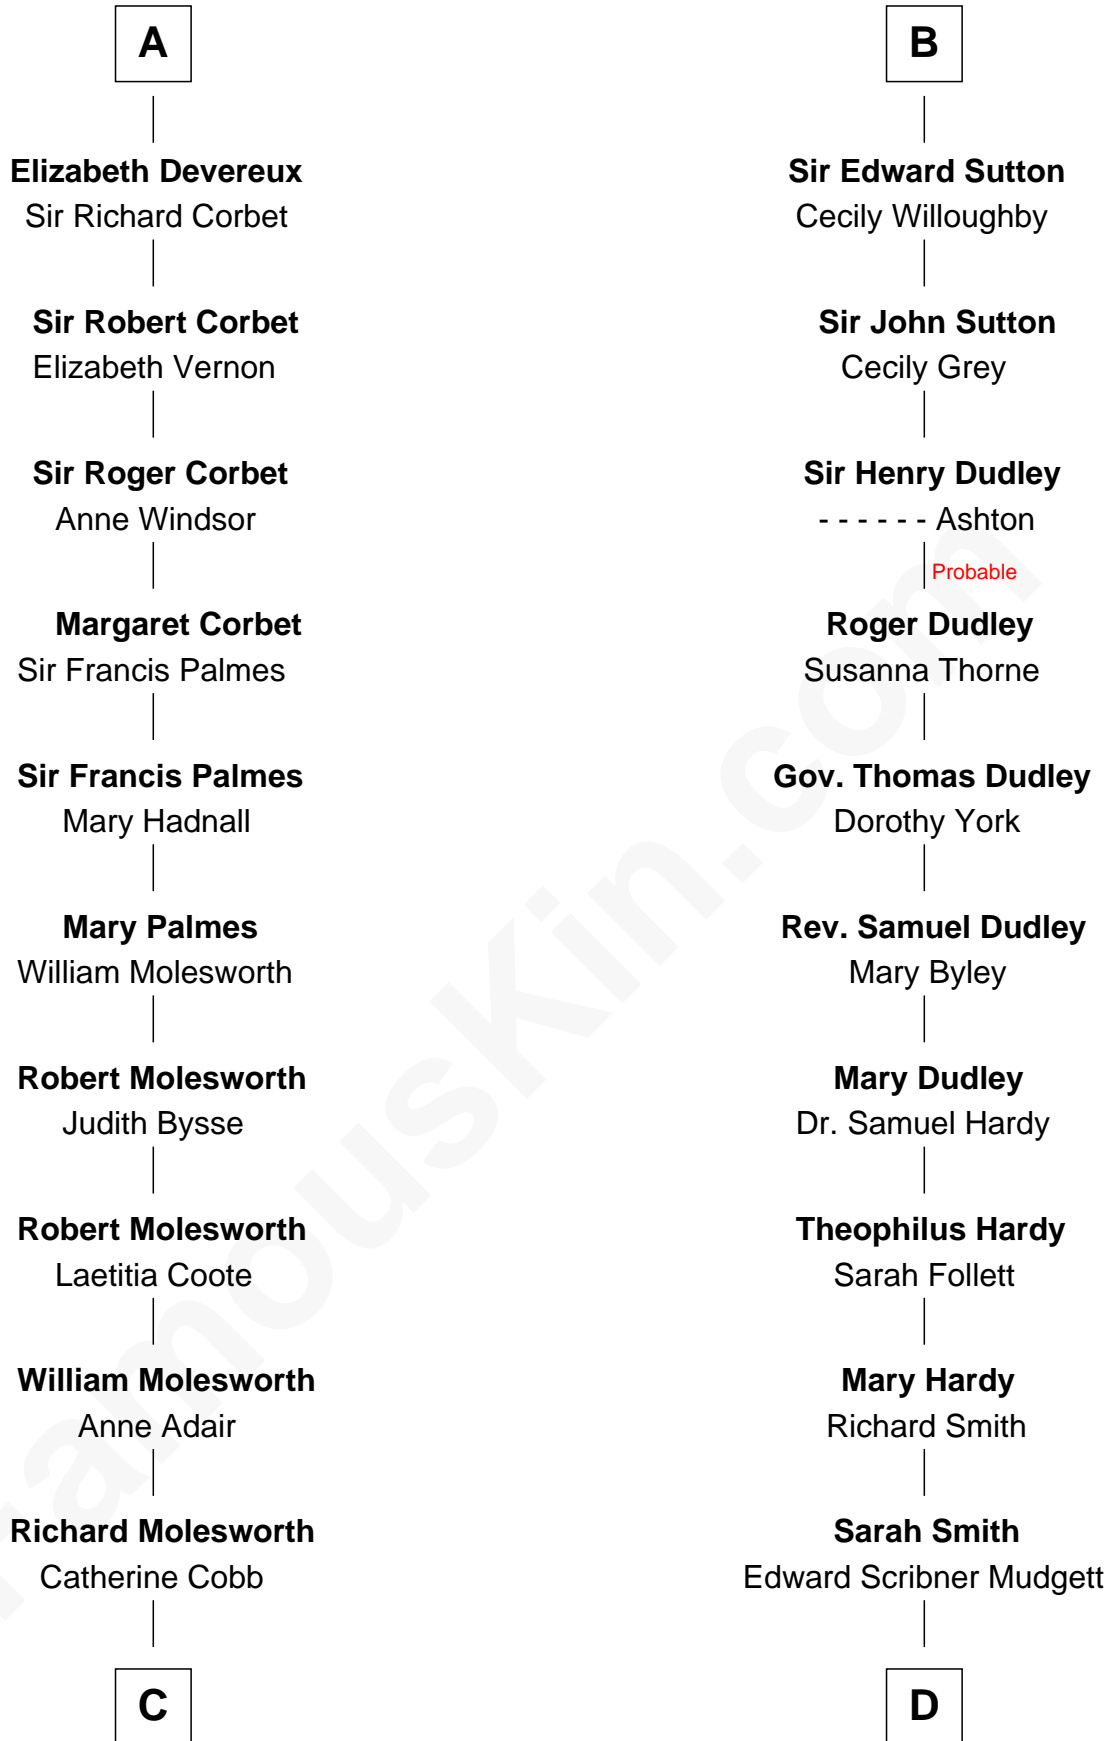 A
Elizabeth Devereux
Sir Richard Corbet
Sir Robert Corbet
Elizabeth Vernon
Sir Roger Corbet
Anne Windsor
Margaret Corbet
Sir Francis Palmes
Sir Francis Palmes
Mary Hadnall
Mary Palmes
William Molesworth
Robert Molesworth
Judith Bysse
Robert Molesworth
Laetitia Coote
William Molesworth
Anne Adair
Richard Molesworth
Catherine Cobb
C
B
Sir Edward Sutton
Cecily Willoughby
Sir John Sutton
Cecily Grey
Sir Henry Dudley
- - - - - - Ashton
Probable
Roger Dudley
Susanna Thorne
Gov. Thomas Dudley
Dorothy York
Rev. Samuel Dudley
Mary Byley
Mary Dudley
Dr. Samuel Hardy
Theophilus Hardy
Sarah Follett
Mary Hardy
Richard Smith
Sarah Smith
Edward Scribner Mudgett
D
FamousKin.com